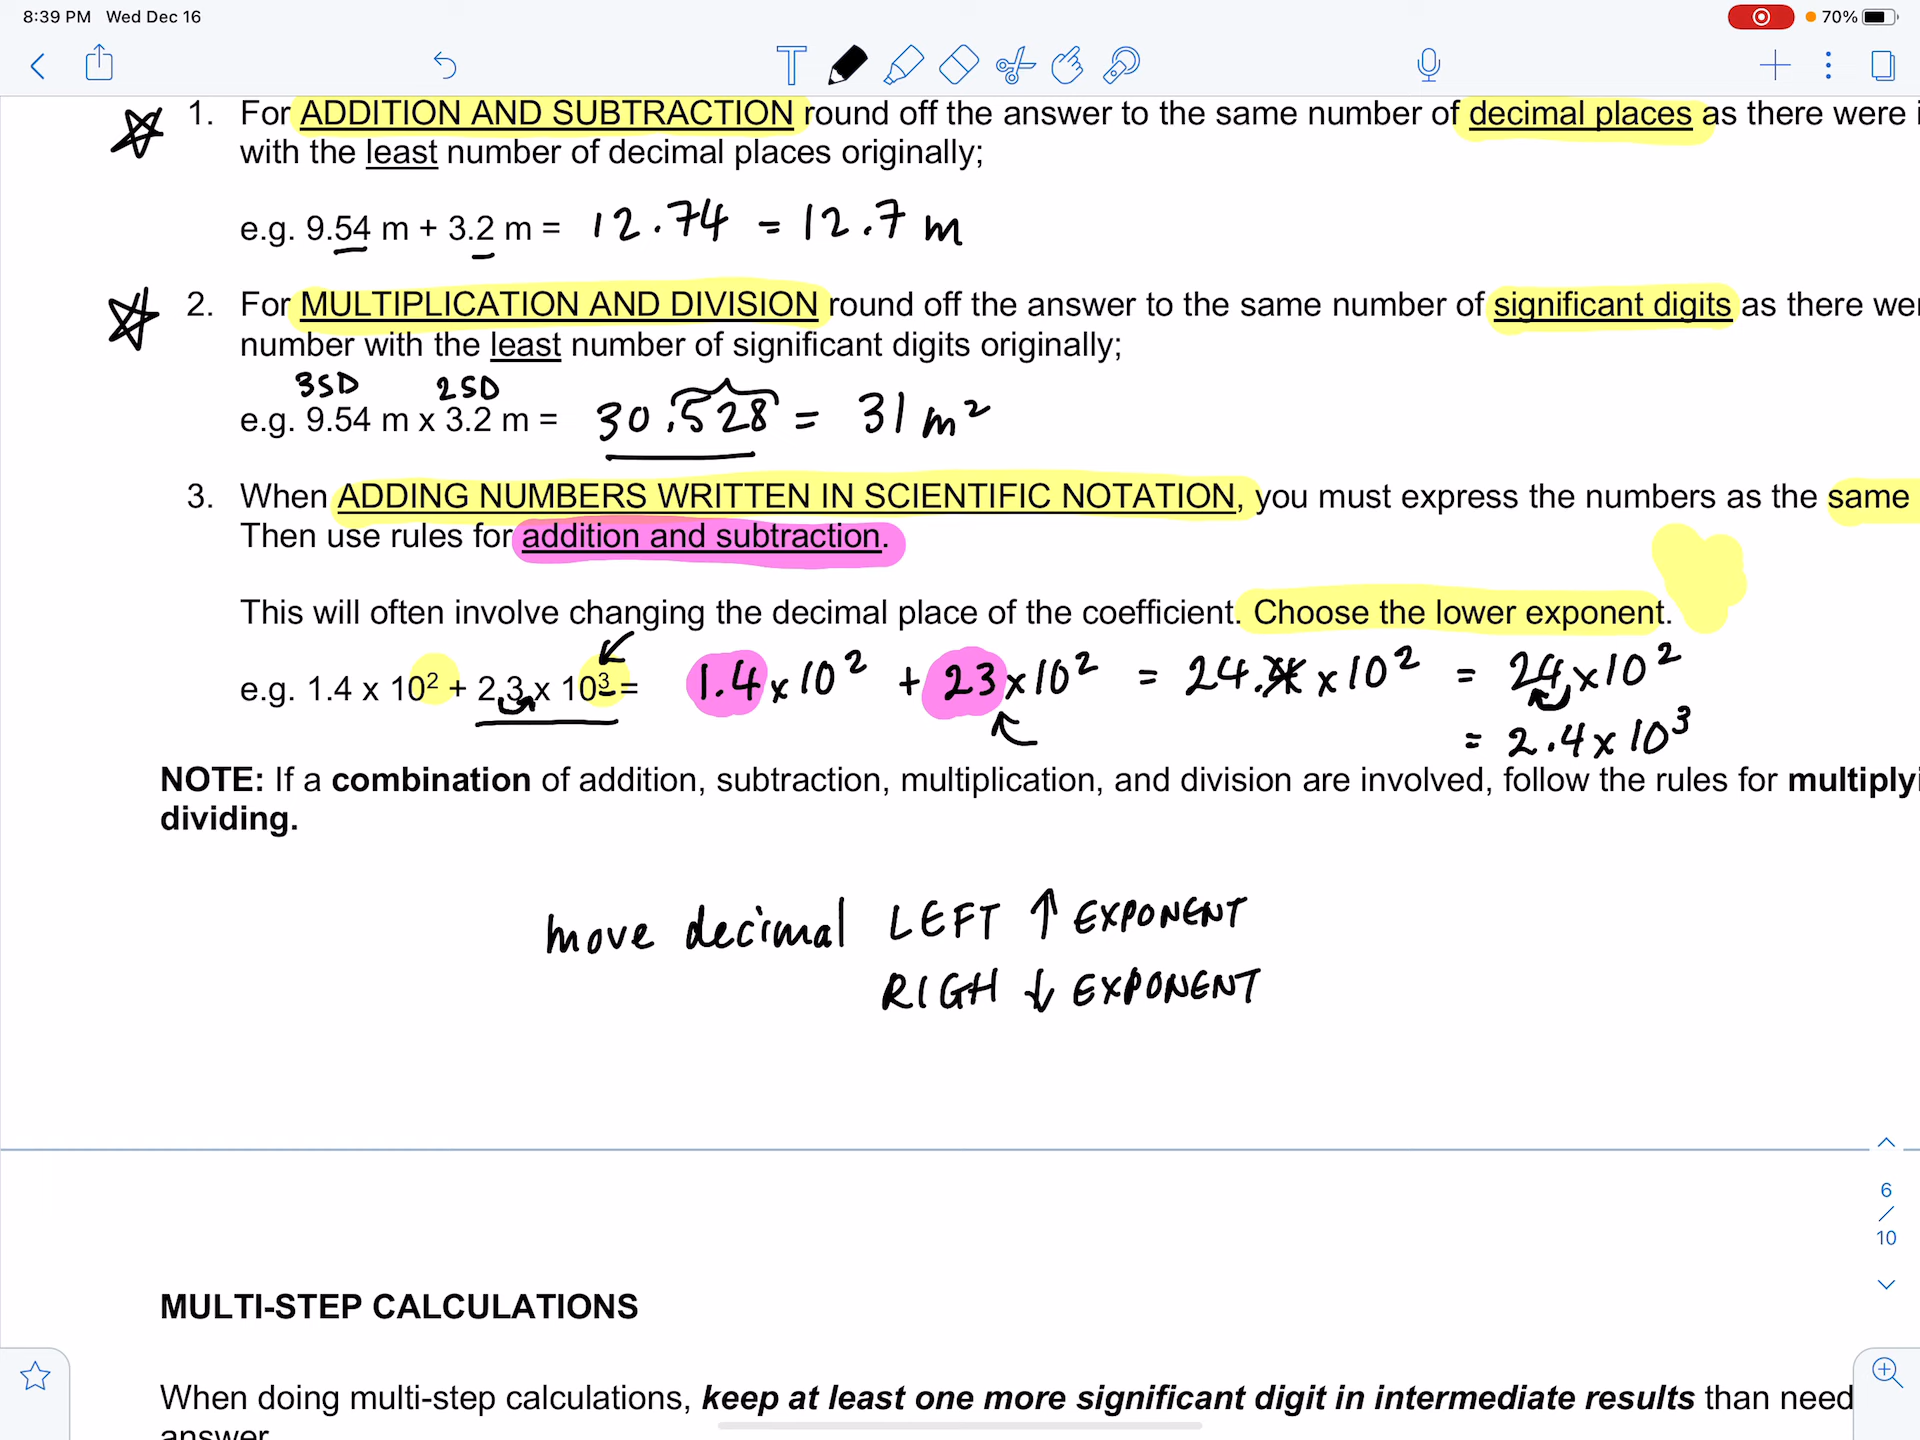 8:39 PM Wed Dec 16
70%
1. For ADDITION AND SUBTRACTION round off the answer to the same number of decimal places as there were
with the least number of decimal places originally;
e.g. 9.54 m + 3.2 m = 12.74 = 12.7 m
2. For MULTIPLICATION AND DIVISION round off the answer to the same number of significant digits as there
number with the least number of significant digits originally;
3SD 2SD
e.g. 9.54 m x 3.2 m = 30.528 = 31 m²
3. When ADDING NUMBERS WRITTEN IN SCIENTIFIC NOTATION, you must express the numbers as the same
Then use rules for addition and subtraction.
This will often involve changing the decimal place of the coefficient. Choose the lower exponent.
e.g. 1.4 x 10² + 2.3 x 10³ = 1.4 x 10² + 23 x 10² = 24. x 10² = 24 x 10²
= 2.4 x 10³
NOTE: If a combination of addition, subtraction, multiplication, and division are involved, follow the rules for multiplyi
dividing.
move decimal LEFT ↑ EXPONENT
RIGH ↓ EXPONENT
6
/
10
MULTI-STEP CALCULATIONS
When doing multi-step calculations, keep at least one more significant digit in intermediate results than need
answer